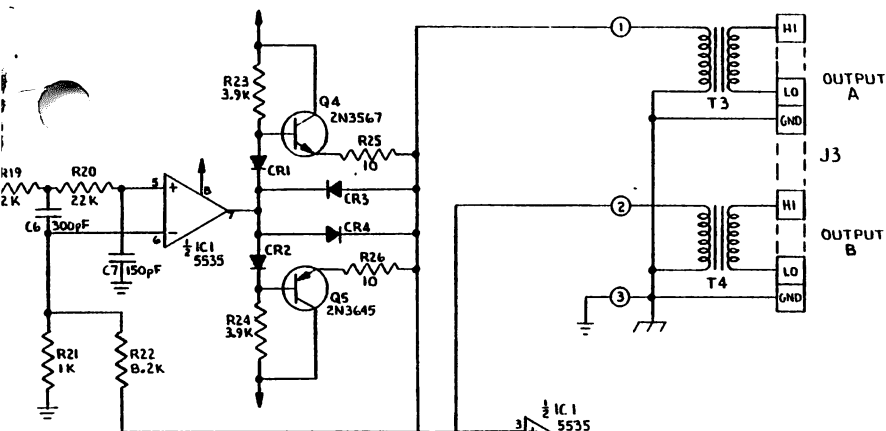 R23
3.9K
Q4
2N3567
R25
10
CR1
CR3
R19
2K
R20
22K
5
+
8
7
6
−
½ IC1
5535
C6
300pF
C7
150pF
CR4
CR2
R26
10
Q5
2N3645
R24
3.9K
R21
1K
R22
8.2K
1
T3
HI
LO
GND
OUTPUT
A
J3
2
T4
HI
LO
GND
OUTPUT
B
3
½ IC1
5535
3
+